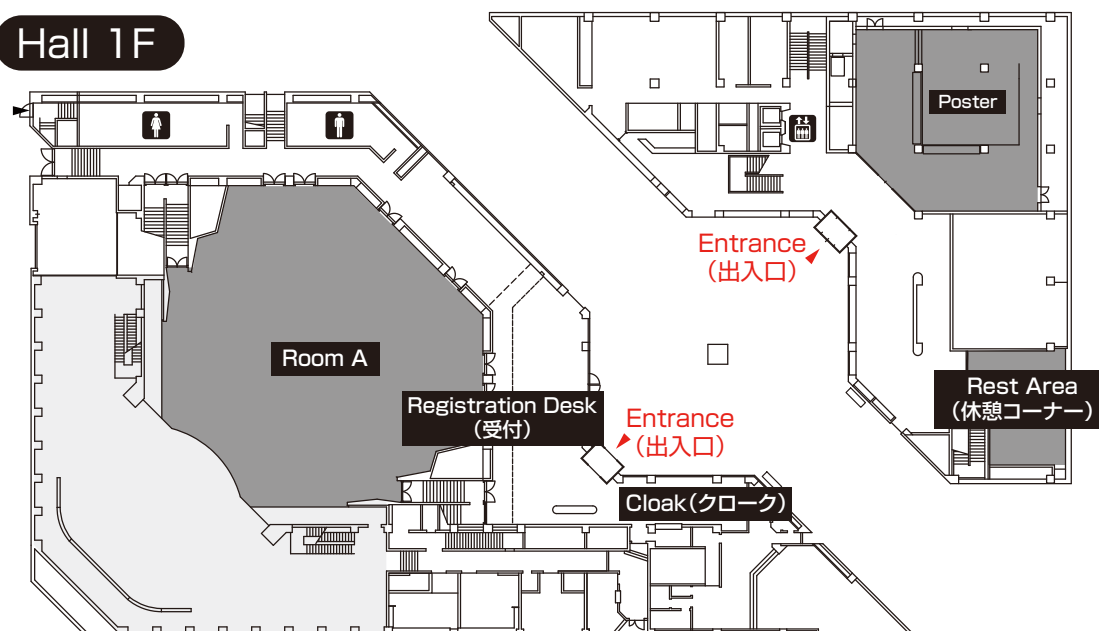 Hall 1F
Poster
Entrance
（出入口）
Room A
Rest Area
（休憩コーナー）
Registration Desk
（受付）
Entrance
（出入口）
Cloak（クローク）